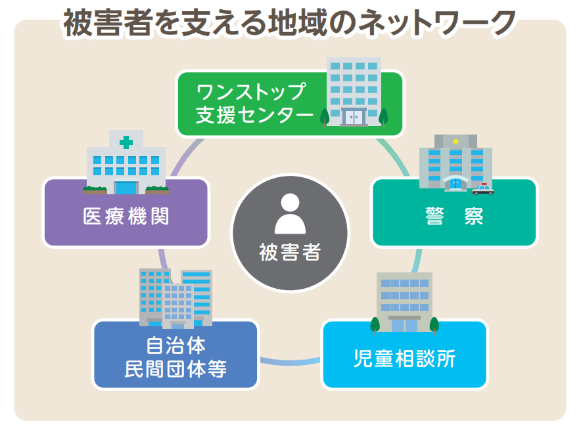 被害者を支える地域のネットワーク
ワンストップ
支援センター
医療機関
警 察
被害者
自治体
民間団体等
児童相談所